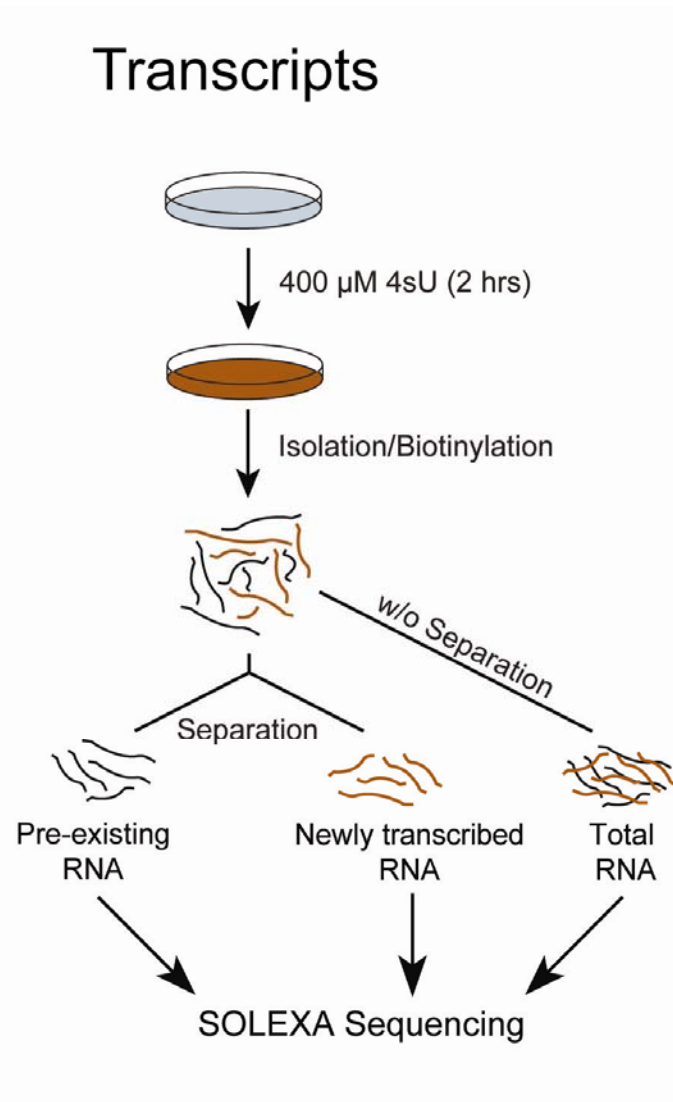 Transcripts
400 µM 4sU (2 hrs)
Isolation/Biotinylation
w/o Separation
Separation
Pre-existing
RNA
Newly transcribed
RNA
Total
RNA
SOLEXA Sequencing